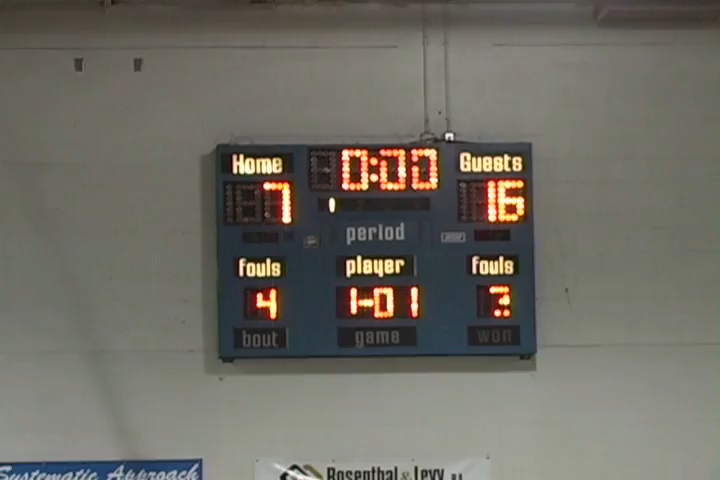 Home 0:00 Guests
7 16
period
fouls player fouls
4 1-01
bout game won
Systematic Approach
Rosenthal & Levy P.A.